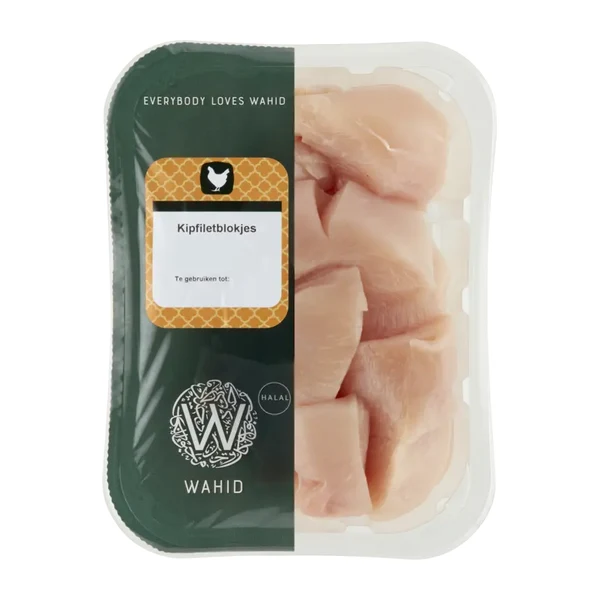 EVERYBODY LOVES WAHID
Kipfiletblokjes
Te gebruiken tot:
HALAL
W
WAHID